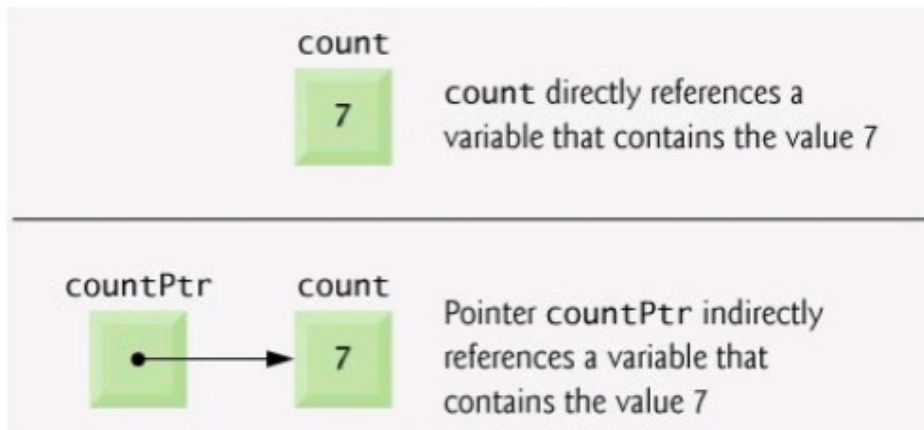 count
7
count directly references a
variable that contains the value 7
countPtr
count
7
Pointer countPtr indirectly
references a variable that
contains the value 7